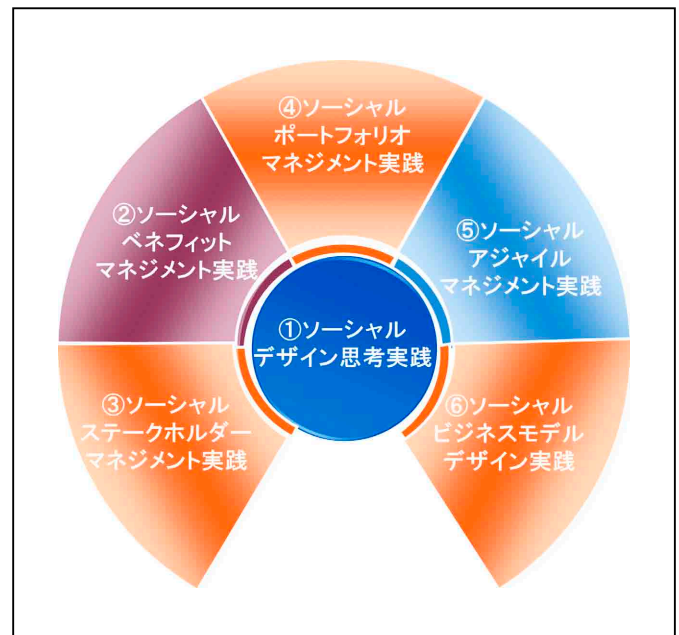 ①ソーシャル
デザイン思考実践
②ソーシャル
ベネフィット
マネジメント実践
③ソーシャル
ステークホルダー
マネジメント実践
④ソーシャル
ポートフォリオ
マネジメント実践
⑤ソーシャル
アジャイル
マネジメント実践
⑥ソーシャル
ビジネスモデル
デザイン実践